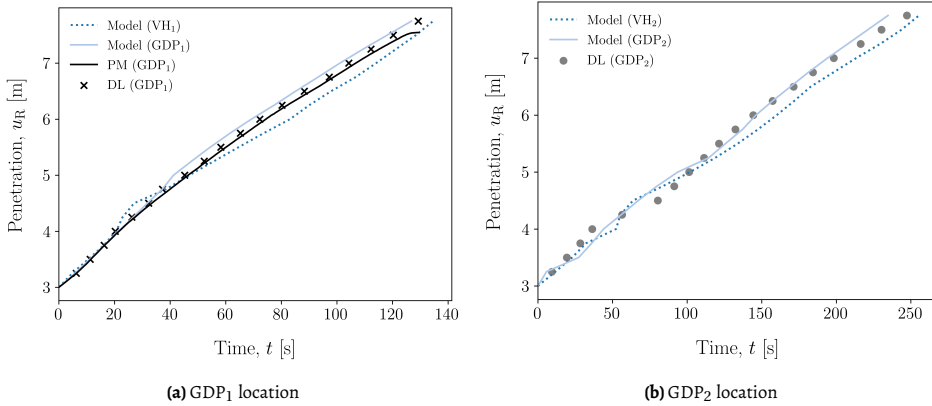 Model (VH1)
Model (GDP1)
PM (GDP1)
DL (GDP1)
7
6
5
4
3
Penetration, uR [m]
0 20 40 60 80 100 120 140
Time, t [s]
(a) GDP1 location
Model (VH2)
Model (GDP2)
DL (GDP2)
7
6
5
4
3
Penetration, uR [m]
0 50 100 150 200 250
Time, t [s]
(b) GDP2 location